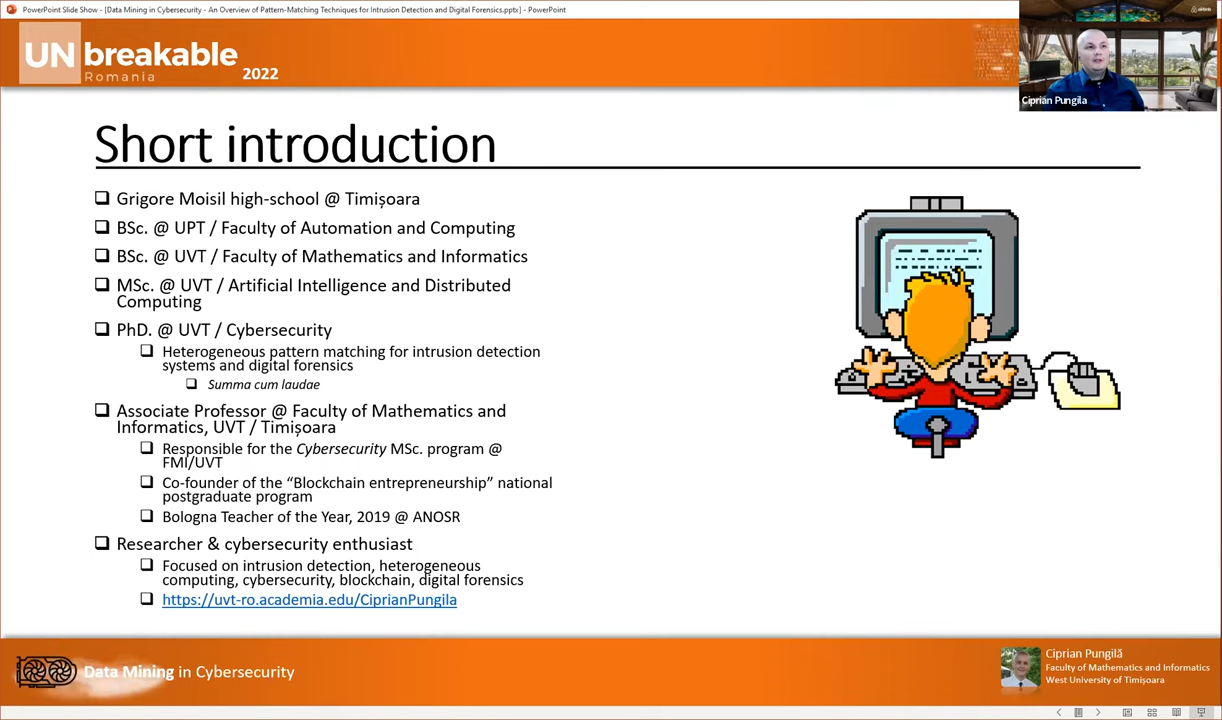 PowerPoint Slide Show - [Data Mining in Cybersecurity - An Overview of Pattern-Matching Techniques for Intrusion Detection and Digital Forensics.pptx] - PowerPoint
UNbreakable
Romania
2022
Ciprian Pungila
Short introduction
Grigore Moisil high-school @ Timișoara
BSc. @ UPT / Faculty of Automation and Computing
BSc. @ UVT / Faculty of Mathematics and Informatics
MSc. @ UVT / Artificial Intelligence and Distributed
Computing
PhD. @ UVT / Cybersecurity
Heterogeneous pattern matching for intrusion detection
systems and digital forensics
Summa cum laudae
Associate Professor @ Faculty of Mathematics and
Informatics, UVT / Timișoara
Responsible for the Cybersecurity MSc. program @
FMI/UVT
Co-founder of the “Blockchain entrepreneurship” national
postgraduate program
Bologna Teacher of the Year, 2019 @ ANOSR
Researcher & cybersecurity enthusiast
Focused on intrusion detection, heterogeneous
computing, cybersecurity, blockchain, digital forensics
https://uvt-ro.academia.edu/CiprianPungila
Data Mining in Cybersecurity
Ciprian Pungilă
Faculty of Mathematics and Informatics
West University of Timișoara